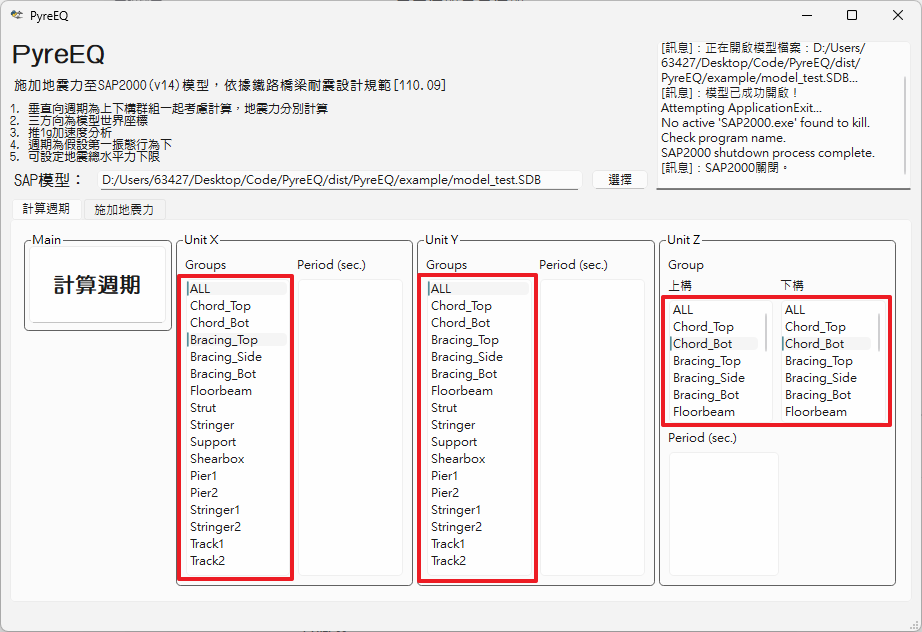 PyreEQ
PyreEQ
施加地震力至SAP2000(v14)模型，依據鐵路橋梁耐震設計規範[110.09]
1. 垂直向週期為上下構群組一起考慮計算，地震力分別計算
2. 三方向為模型世界座標
3. 推1g加速度分析
4. 週期為假設第一振態行為下
5. 可設定地震總水平力下限
[訊息]：正在開啟模型檔案：D:/Users/
63427/Desktop/Code/PyreEQ/dist/
PyreEQ/example/model_test.SDB...
[訊息]：模型已成功開啟！
Attempting ApplicationExit...
No active 'SAP2000.exe' found to kill.
Check program name.
SAP2000 shutdown process complete.
[訊息]：SAP2000關閉。
SAP模型： D:/Users/63427/Desktop/Code/PyreEQ/dist/PyreEQ/example/model_test.SDB 選擇
計算週期 施加地震力
Main
計算週期
Unit X
Groups Period (sec.)
ALL
Chord_Top
Chord_Bot
Bracing_Top
Bracing_Side
Bracing_Bot
Floorbeam
Strut
Stringer
Support
Shearbox
Pier1
Pier2
Stringer1
Stringer2
Track1
Track2
Unit Y
Groups Period (sec.)
ALL
Chord_Top
Chord_Bot
Bracing_Top
Bracing_Side
Bracing_Bot
Floorbeam
Strut
Stringer
Support
Shearbox
Pier1
Pier2
Stringer1
Stringer2
Track1
Track2
Unit Z
Group
上構
ALL
Chord_Top
Chord_Bot
Bracing_Top
Bracing_Side
Bracing_Bot
Floorbeam
下構
ALL
Chord_Top
Chord_Bot
Bracing_Top
Bracing_Side
Bracing_Bot
Floorbeam
Period (sec.)